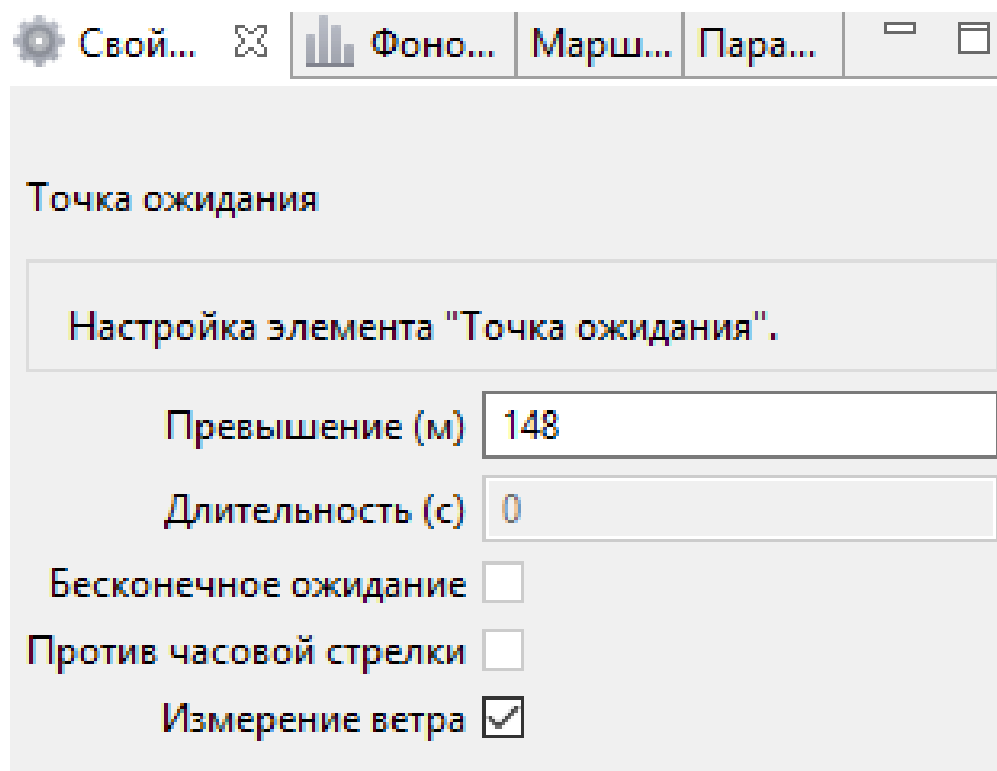 Свой... Фоно... Марш... Пара...
Точка ожидания
Настройка элемента "Точка ожидания".
Превышение (м) 148
Длительность (с) 0
Бесконечное ожидание
Против часовой стрелки
Измерение ветра